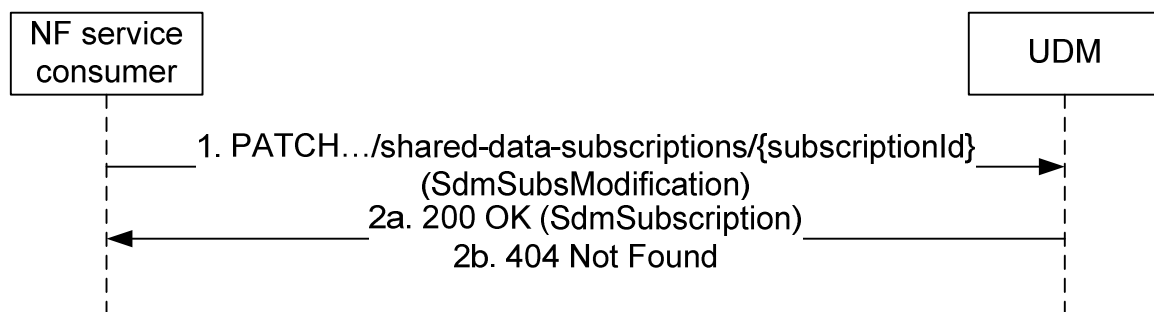 NF service
consumer
UDM
1. PATCH…/shared-data-subscriptions/{subscriptionId}
(SdmSubsModification)
2a. 200 OK (SdmSubscription)
2b. 404 Not Found